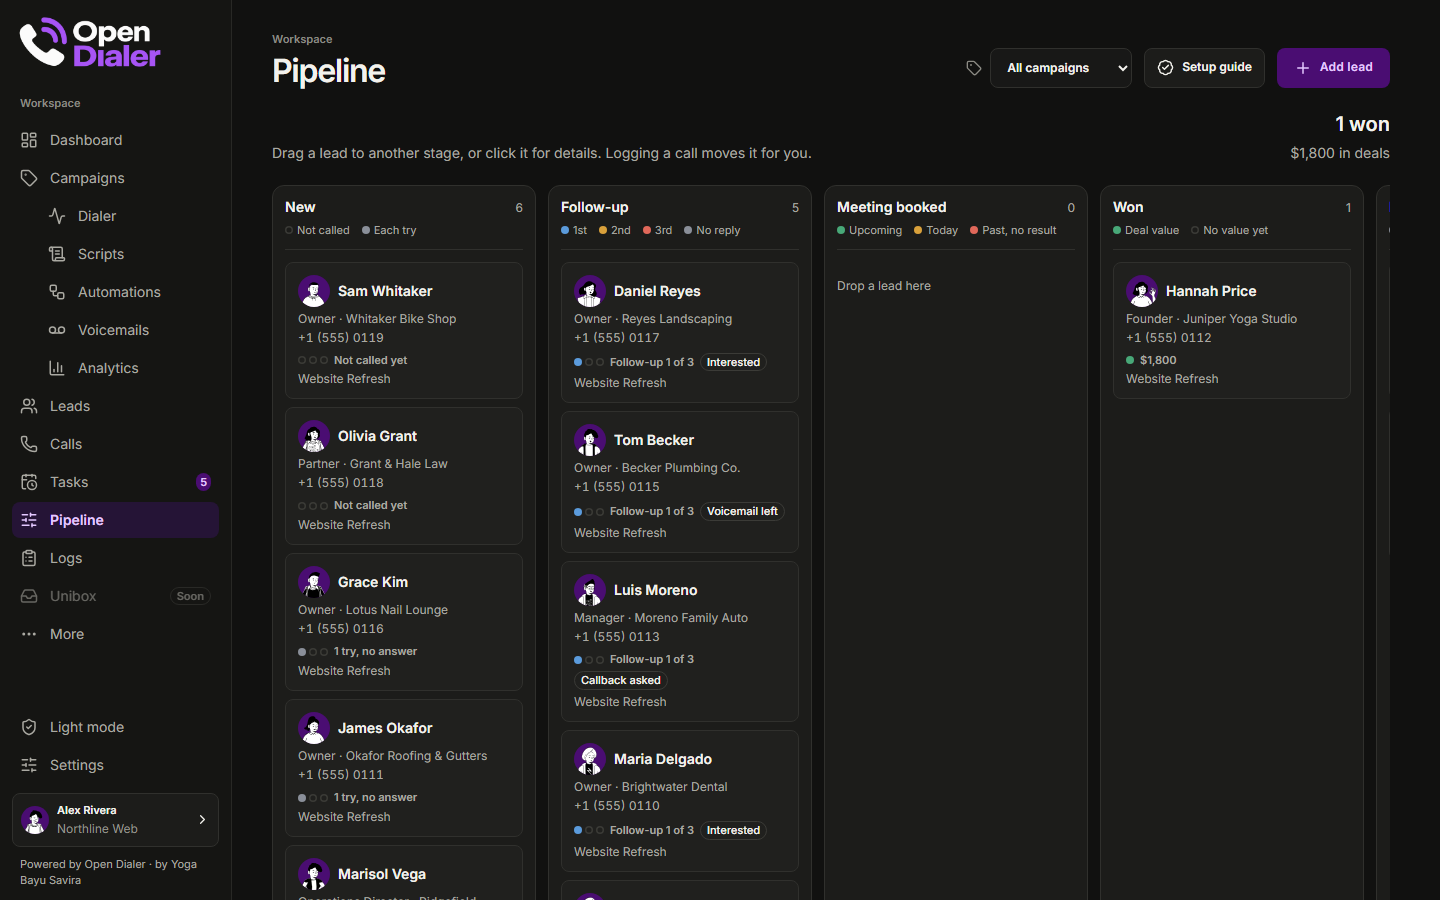 Open
Dialer
Workspace
Dashboard
Campaigns
Dialer
Scripts
Automations
Voicemails
Analytics
Leads
Calls
Tasks 5
Pipeline
Logs
Unibox Soon
More
Light mode
Settings
Alex Rivera
Northline Web
Powered by Open Dialer · by Yoga
Bayu Savira
Workspace
Pipeline
All campaigns
Setup guide
Add lead
1 won
Drag a lead to another stage, or click it for details. Logging a call moves it for you.
$1,800 in deals
New 6
Not called Each try
Sam Whitaker
Owner · Whitaker Bike Shop
+1 (555) 0119
Not called yet
Website Refresh
Olivia Grant
Partner · Grant & Hale Law
+1 (555) 0118
Not called yet
Website Refresh
Grace Kim
Owner · Lotus Nail Lounge
+1 (555) 0116
1 try, no answer
Website Refresh
James Okafor
Owner · Okafor Roofing & Gutters
+1 (555) 0111
1 try, no answer
Website Refresh
Marisol Vega
Operations Director · Ridgefield
Follow-up 5
1st 2nd 3rd No reply
Daniel Reyes
Owner · Reyes Landscaping
+1 (555) 0117
Follow-up 1 of 3 Interested
Website Refresh
Tom Becker
Owner · Becker Plumbing Co.
+1 (555) 0115
Follow-up 1 of 3 Voicemail left
Website Refresh
Luis Moreno
Manager · Moreno Family Auto
+1 (555) 0113
Follow-up 1 of 3
Callback asked
Website Refresh
Maria Delgado
Owner · Brightwater Dental
+1 (555) 0110
Follow-up 1 of 3 Interested
Website Refresh
Meeting booked 0
Upcoming Today Past, no result
Drop a lead here
Won 1
Deal value No value yet
Hannah Price
Founder · Juniper Yoga Studio
+1 (555) 0112
$1,800
Website Refresh